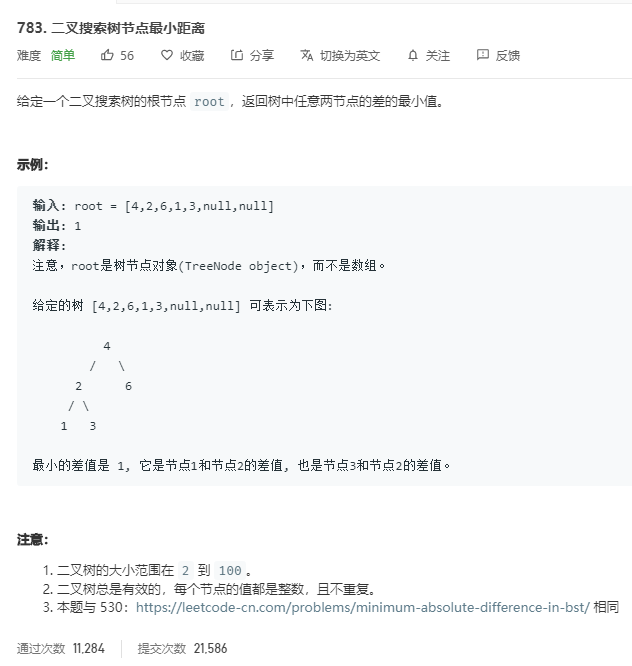 783. 二叉搜索树节点最小距离
难度 简单 56 收藏 分享 切换为英文 关注 反馈
给定一个二叉搜索树的根节点 root，返回树中任意两节点的差的最小值。
示例：
输入: root = [4,2,6,1,3,null,null]
输出: 1
解释:
注意，root是树节点对象(TreeNode object)，而不是数组。
给定的树 [4,2,6,1,3,null,null] 可表示为下图:
4
/ \
2 6
/ \
1 3
最小的差值是 1, 它是节点1和节点2的差值, 也是节点3和节点2的差值。
注意：
1. 二叉树的大小范围在 2 到 100。
2. 二叉树总是有效的，每个节点的值都是整数，且不重复。
3. 本题与 530：https://leetcode-cn.com/problems/minimum-absolute-difference-in-bst/ 相同
通过次数 11,284 提交次数 21,586